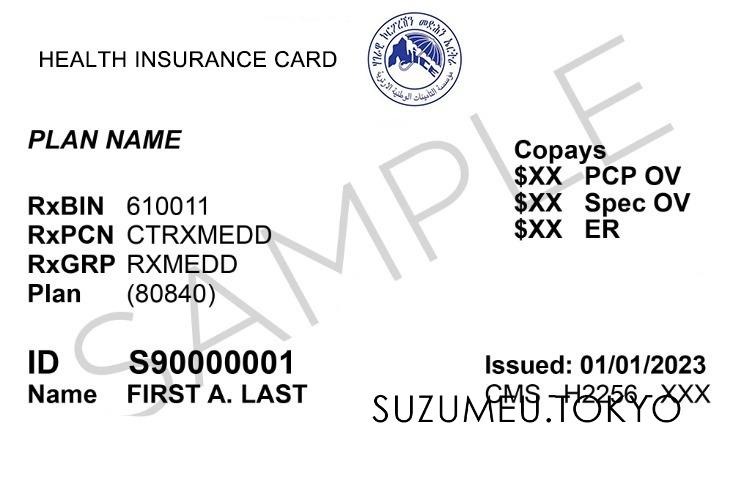 HEALTH INSURANCE CARD
PLAN NAME
RxBIN 610011
RxPCN CTRXMEDD
RxGRP RXMEDD
Plan (80840)
Copays
$XX PCP OV
$XX Spec OV
$XX ER
ID S90000001
Name FIRST A. LAST
Issued: 01/01/2023
CMS - H2256 - XXX
SUZUMEU.TOKYO
SAMPLE
NICE